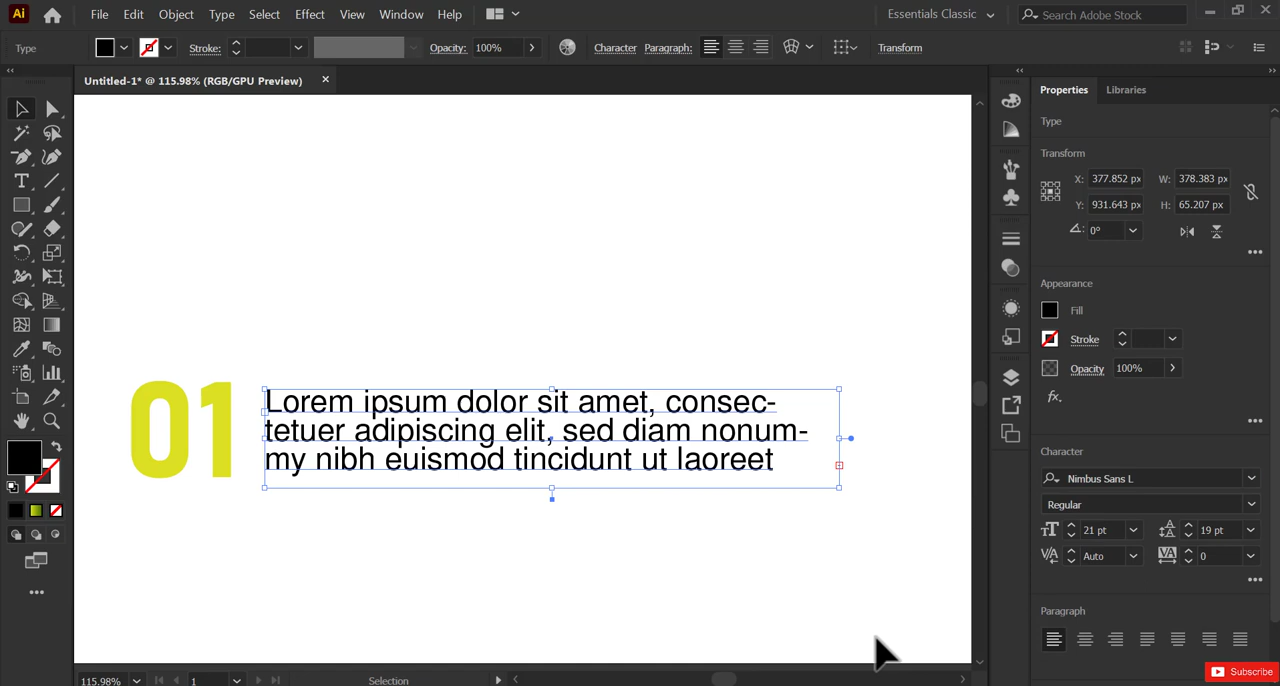 Ai File Edit Object Type Select Effect View Window Help Essentials Classic Search Adobe Stock
Type Stroke: Opacity: 100% Character Paragraph: Transform
Untitled-1* @ 115.98% (RGB/GPU Preview)
Properties Libraries
Type
Transform
X: 377.852 px W: 378.383 px
Y: 931.643 px H: 65.207 px
0°
Appearance
Fill
Stroke
Opacity 100%
fx.
Character
Nimbus Sans L
Regular
21 pt 19 pt
Auto 0
Paragraph
01
Lorem ipsum dolor sit amet, consec-
tetuer adipiscing elit, sed diam nonum-
my nibh euismod tincidunt ut laoreet
115.98% 1 Selection
Subscribe